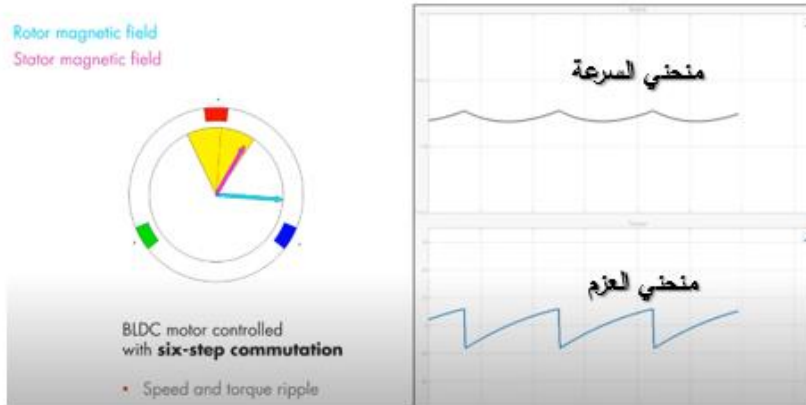 Rotor magnetic field
Stator magnetic field
BLDC motor controlled
with six-step commutation
• Speed and torque ripple
منحني السرعة
منحني العزم